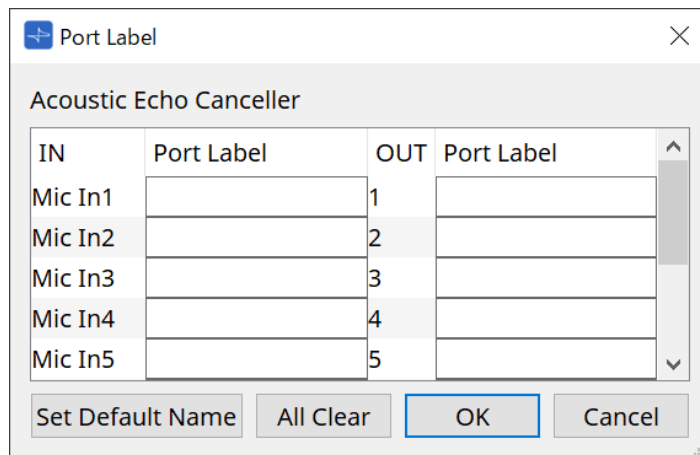 Port Label
Acoustic Echo Canceller
IN Port Label OUT Port Label
Mic In1 1
Mic In2 2
Mic In3 3
Mic In4 4
Mic In5 5
Set Default Name All Clear OK Cancel